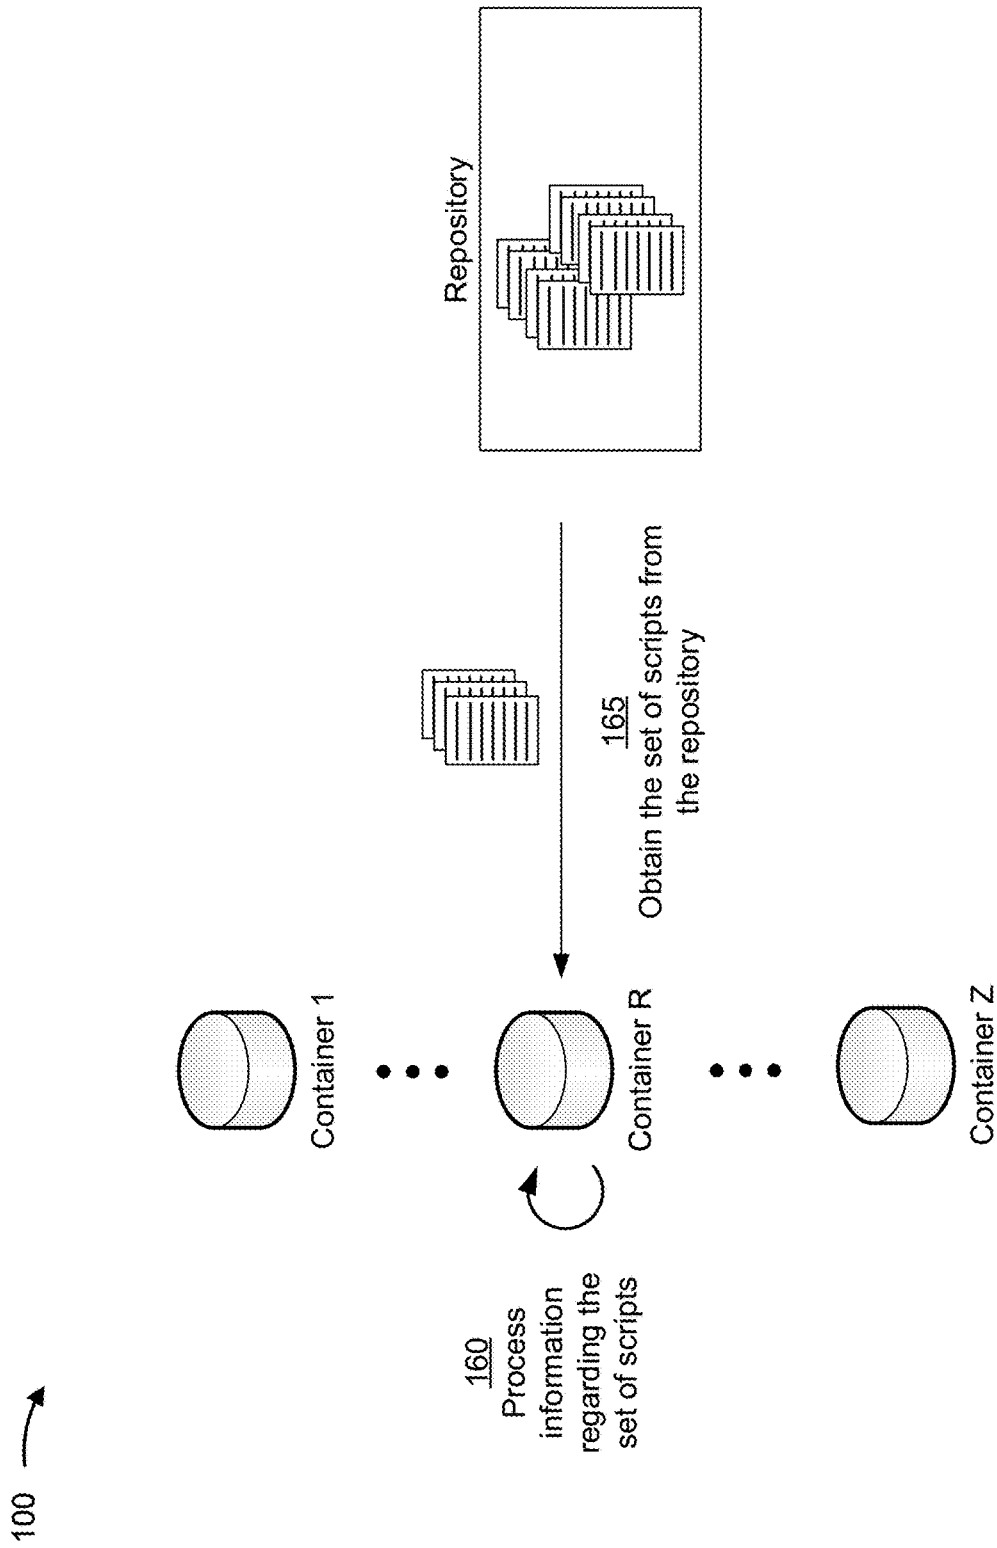 100
160
Process
information
regarding the
set of scripts
Container 1
Container R
Container Z
165
Obtain the set of scripts from
the repository
Repository